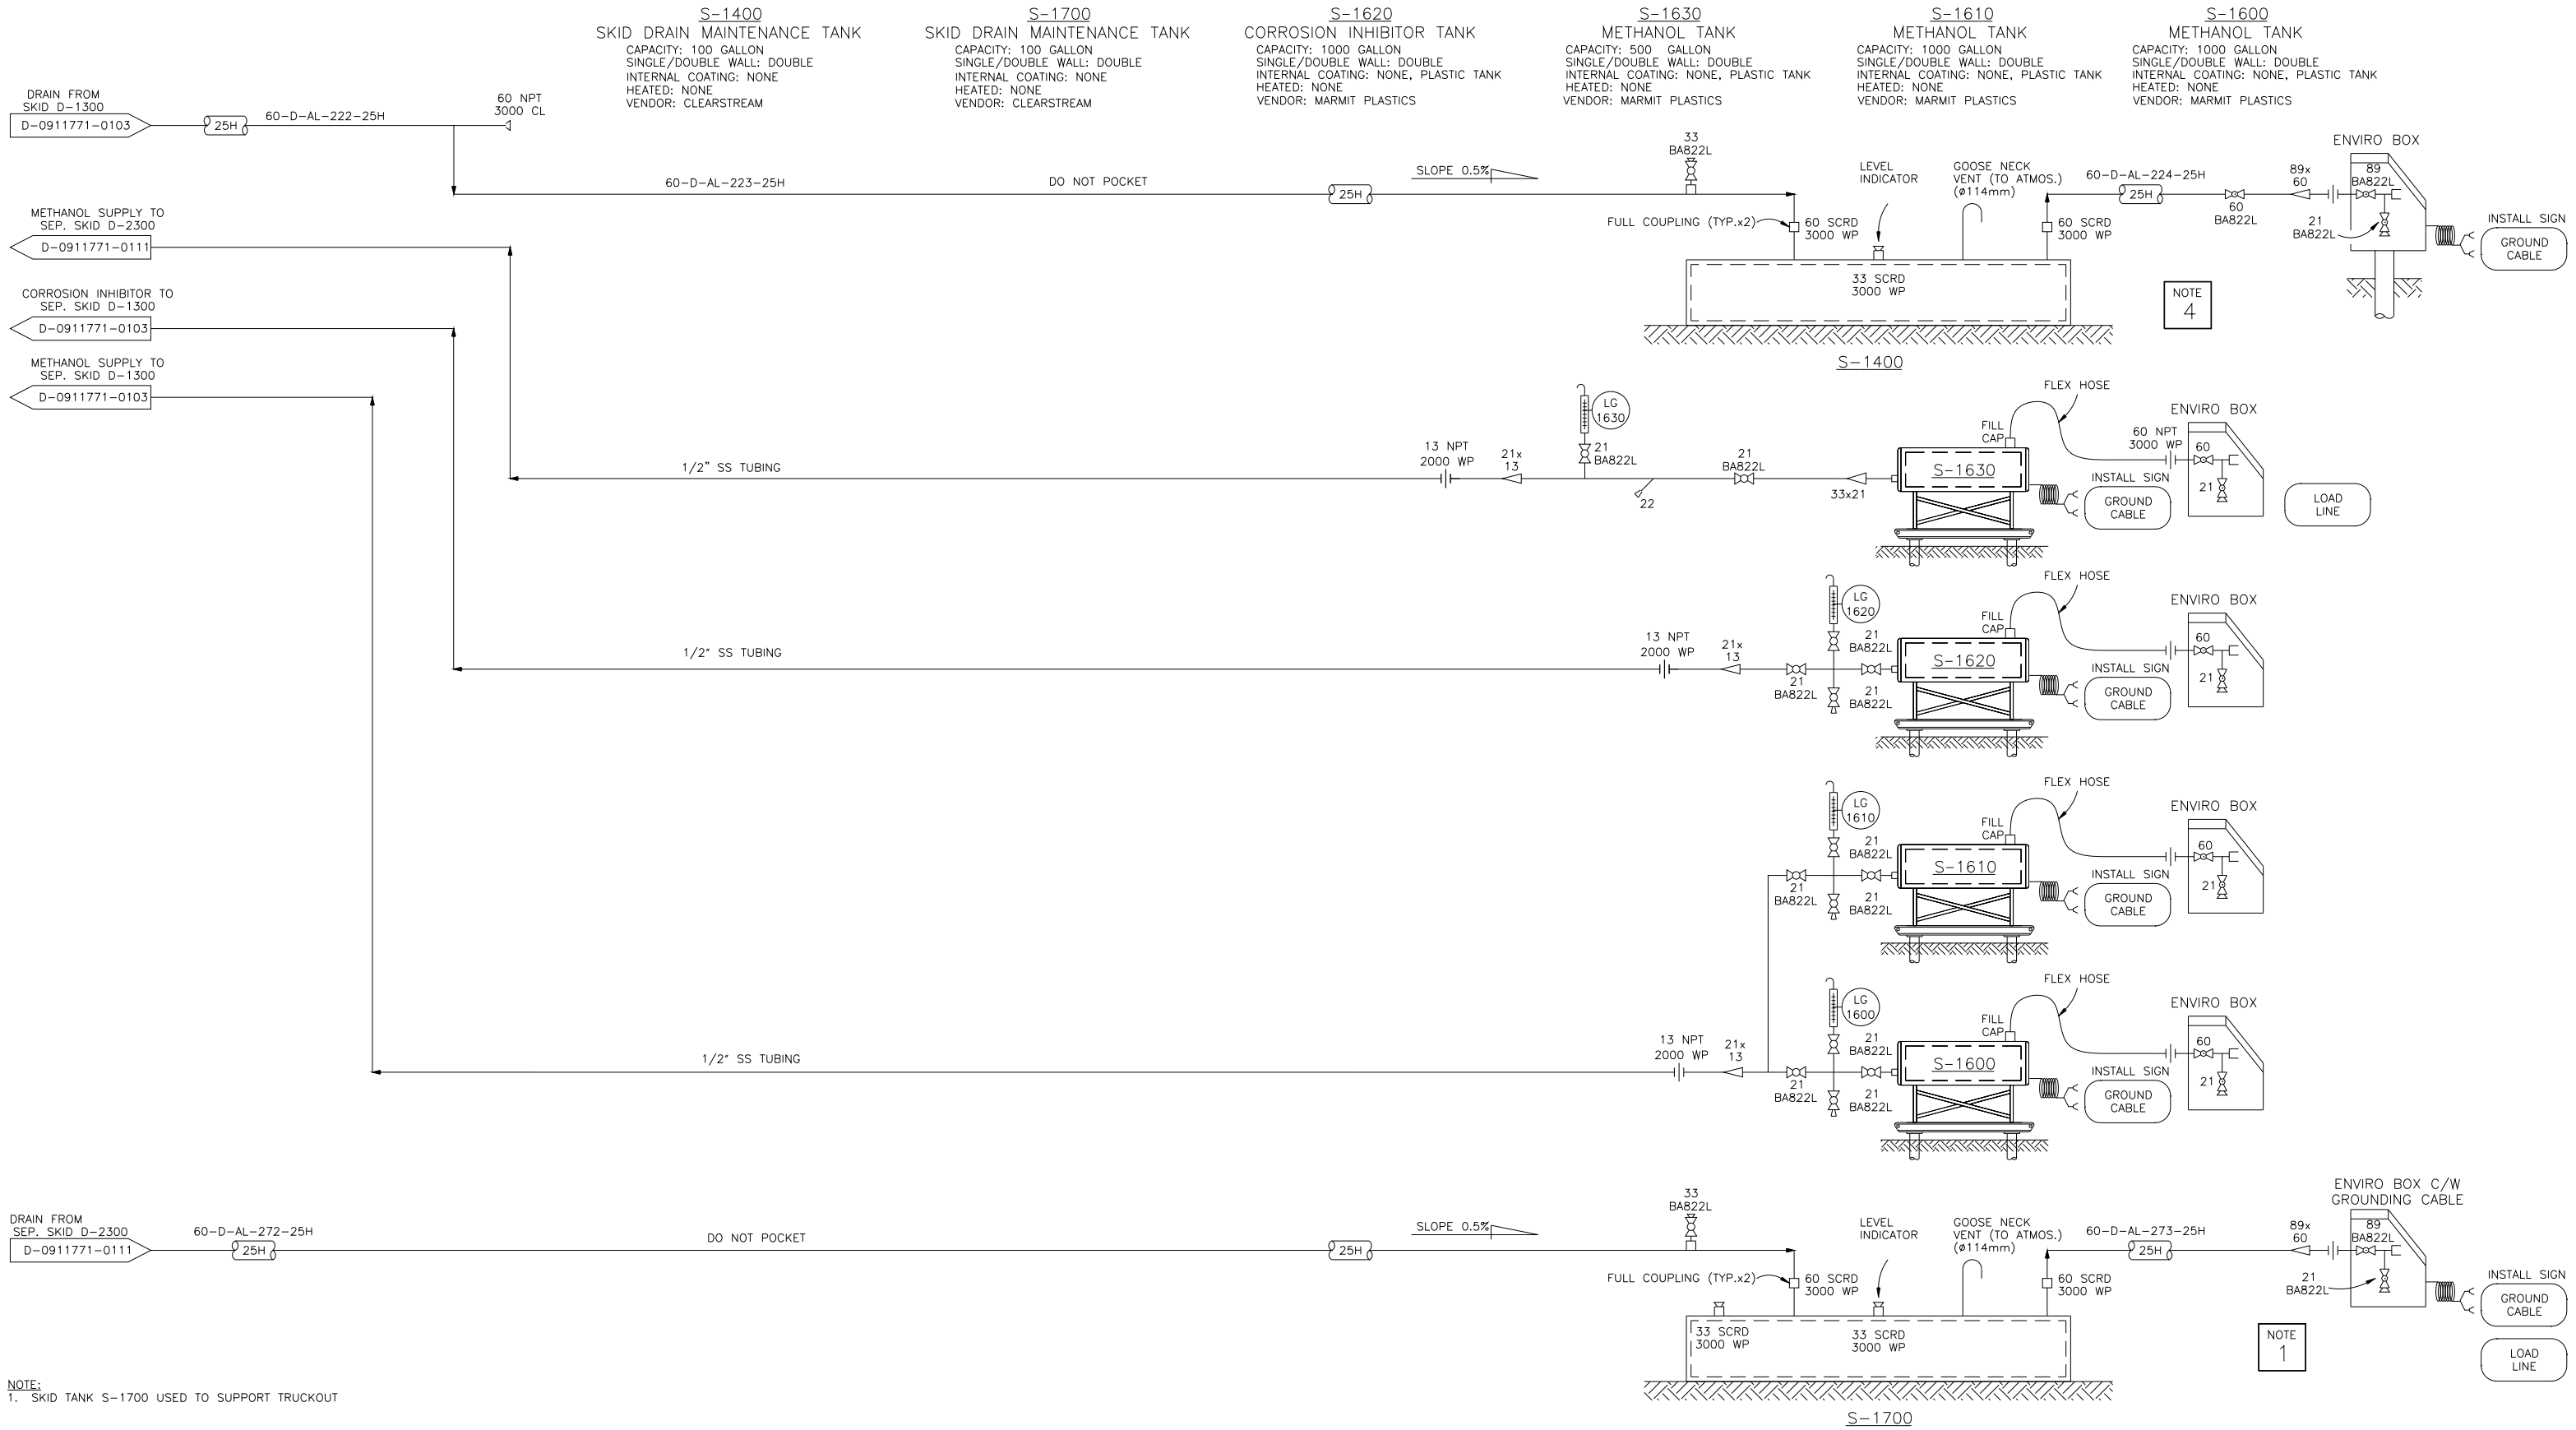 S-1400
SKID DRAIN MAINTENANCE TANK
CAPACITY: 100 GALLON
SINGLE/DOUBLE WALL: DOUBLE
INTERNAL COATING: NONE
HEATED: NONE
VENDOR: CLEARSTREAM
S-1700
SKID DRAIN MAINTENANCE TANK
CAPACITY: 100 GALLON
SINGLE/DOUBLE WALL: DOUBLE
INTERNAL COATING: NONE
HEATED: NONE
VENDOR: CLEARSTREAM
S-1620
CORROSION INHIBITOR TANK
CAPACITY: 1000 GALLON
SINGLE/DOUBLE WALL: DOUBLE
INTERNAL COATING: NONE, PLASTIC TANK
HEATED: NONE
VENDOR: MARMIT PLASTICS
S-1630
METHANOL TANK
CAPACITY: 500 GALLON
SINGLE/DOUBLE WALL: DOUBLE
INTERNAL COATING: NONE, PLASTIC TANK
HEATED: NONE
VENDOR: MARMIT PLASTICS
S-1610
METHANOL TANK
CAPACITY: 1000 GALLON
SINGLE/DOUBLE WALL: DOUBLE
INTERNAL COATING: NONE, PLASTIC TANK
HEATED: NONE
VENDOR: MARMIT PLASTICS
S-1600
METHANOL TANK
CAPACITY: 1000 GALLON
SINGLE/DOUBLE WALL: DOUBLE
INTERNAL COATING: NONE, PLASTIC TANK
HEATED: NONE
VENDOR: MARMIT PLASTICS
DRAIN FROM
SKID D-1300
D-0911771-0103
25H
60-D-AL-222-25H
60 NPT
3000 CL
60-D-AL-223-25H
DO NOT POCKET
25H
SLOPE 0.5%
33
BA822L
FULL COUPLING (TYP.x2)
60 SCRD
3000 WP
LEVEL
INDICATOR
GOOSE NECK
VENT (TO ATMOS.)
(ø114mm)
60 SCRD
3000 WP
60-D-AL-224-25H
25H
60
BA822L
89x
60
ENVIRO BOX
89
BA822L
21
BA822L
INSTALL SIGN
GROUND
CABLE
33 SCRD
3000 WP
NOTE
4
S-1400
METHANOL SUPPLY TO
SEP. SKID D-2300
D-0911771-0111
CORROSION INHIBITOR TO
SEP. SKID D-1300
D-0911771-0103
METHANOL SUPPLY TO
SEP. SKID D-1300
D-0911771-0103
1/2" SS TUBING
13 NPT
2000 WP
21x
13
LG
1630
21
BA822L
22
21
BA822L
33x21
FILL
CAP
S-1630
FLEX HOSE
60 NPT
3000 WP
INSTALL SIGN
GROUND
CABLE
ENVIRO BOX
60
21
LOAD
LINE
1/2" SS TUBING
13 NPT
2000 WP
21x
13
LG
1620
21
BA822L
21
BA822L
21
BA822L
FILL
CAP
S-1620
FLEX HOSE
INSTALL SIGN
GROUND
CABLE
ENVIRO BOX
60
21
LG
1610
21
BA822L
21
BA822L
21
BA822L
FILL
CAP
S-1610
FLEX HOSE
INSTALL SIGN
GROUND
CABLE
ENVIRO BOX
60
21
1/2" SS TUBING
13 NPT
2000 WP
21x
13
LG
1600
21
BA822L
21
BA822L
21
BA822L
FILL
CAP
S-1600
FLEX HOSE
INSTALL SIGN
GROUND
CABLE
ENVIRO BOX
60
21
DRAIN FROM
SEP. SKID D-2300
D-0911771-0111
60-D-AL-272-25H
25H
DO NOT POCKET
25H
SLOPE 0.5%
33
BA822L
FULL COUPLING (TYP.x2)
60 SCRD
3000 WP
LEVEL
INDICATOR
GOOSE NECK
VENT (TO ATMOS.)
(ø114mm)
60 SCRD
3000 WP
60-D-AL-273-25H
25H
89x
60
ENVIRO BOX C/W
GROUNDING CABLE
89
BA822L
21
BA822L
INSTALL SIGN
GROUND
CABLE
LOAD
LINE
33 SCRD
3000 WP
33 SCRD
3000 WP
NOTE
1
S-1700
NOTE:
1. SKID TANK S-1700 USED TO SUPPORT TRUCKOUT